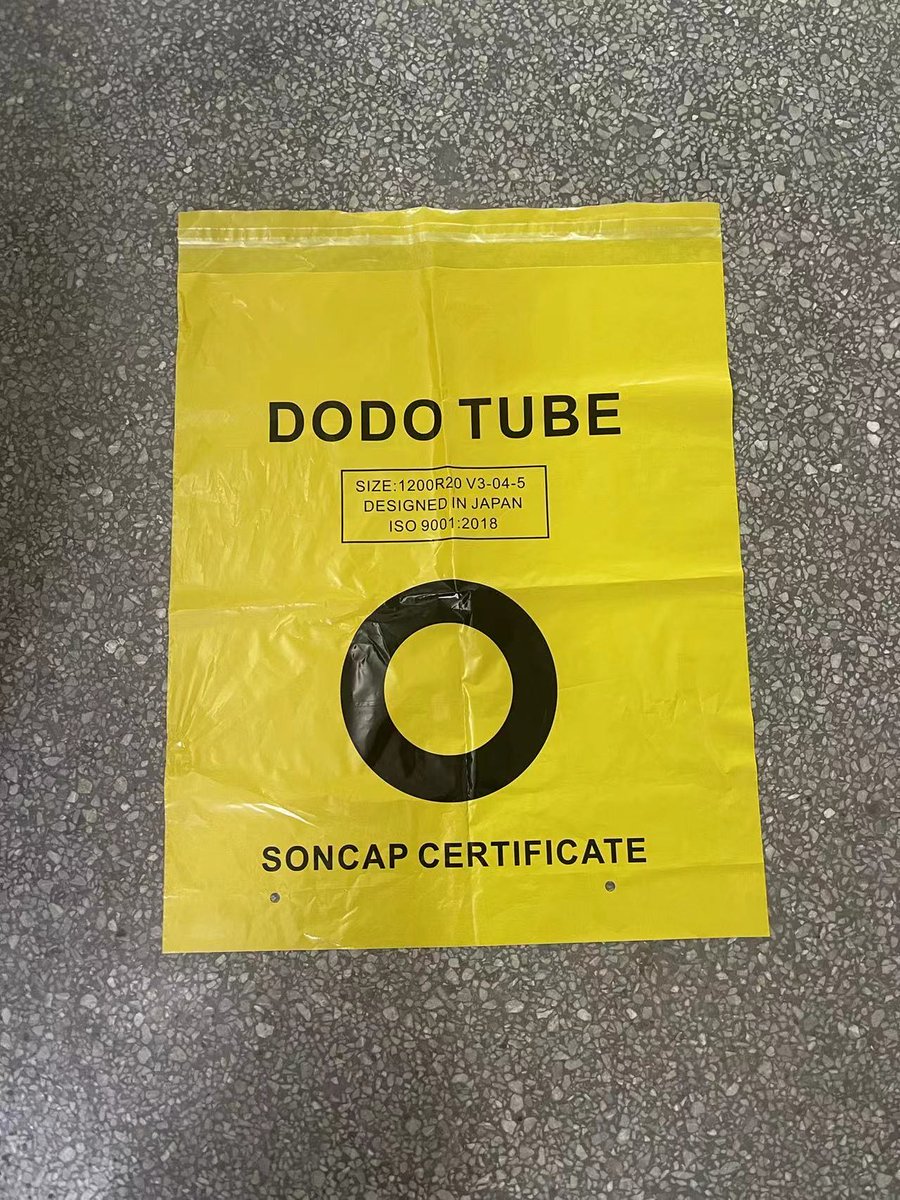 DODO TUBE
SIZE:1200R20 V3-04-5
DESIGNED IN JAPAN
ISO 9001:2018
SONCAP CERTIFICATE